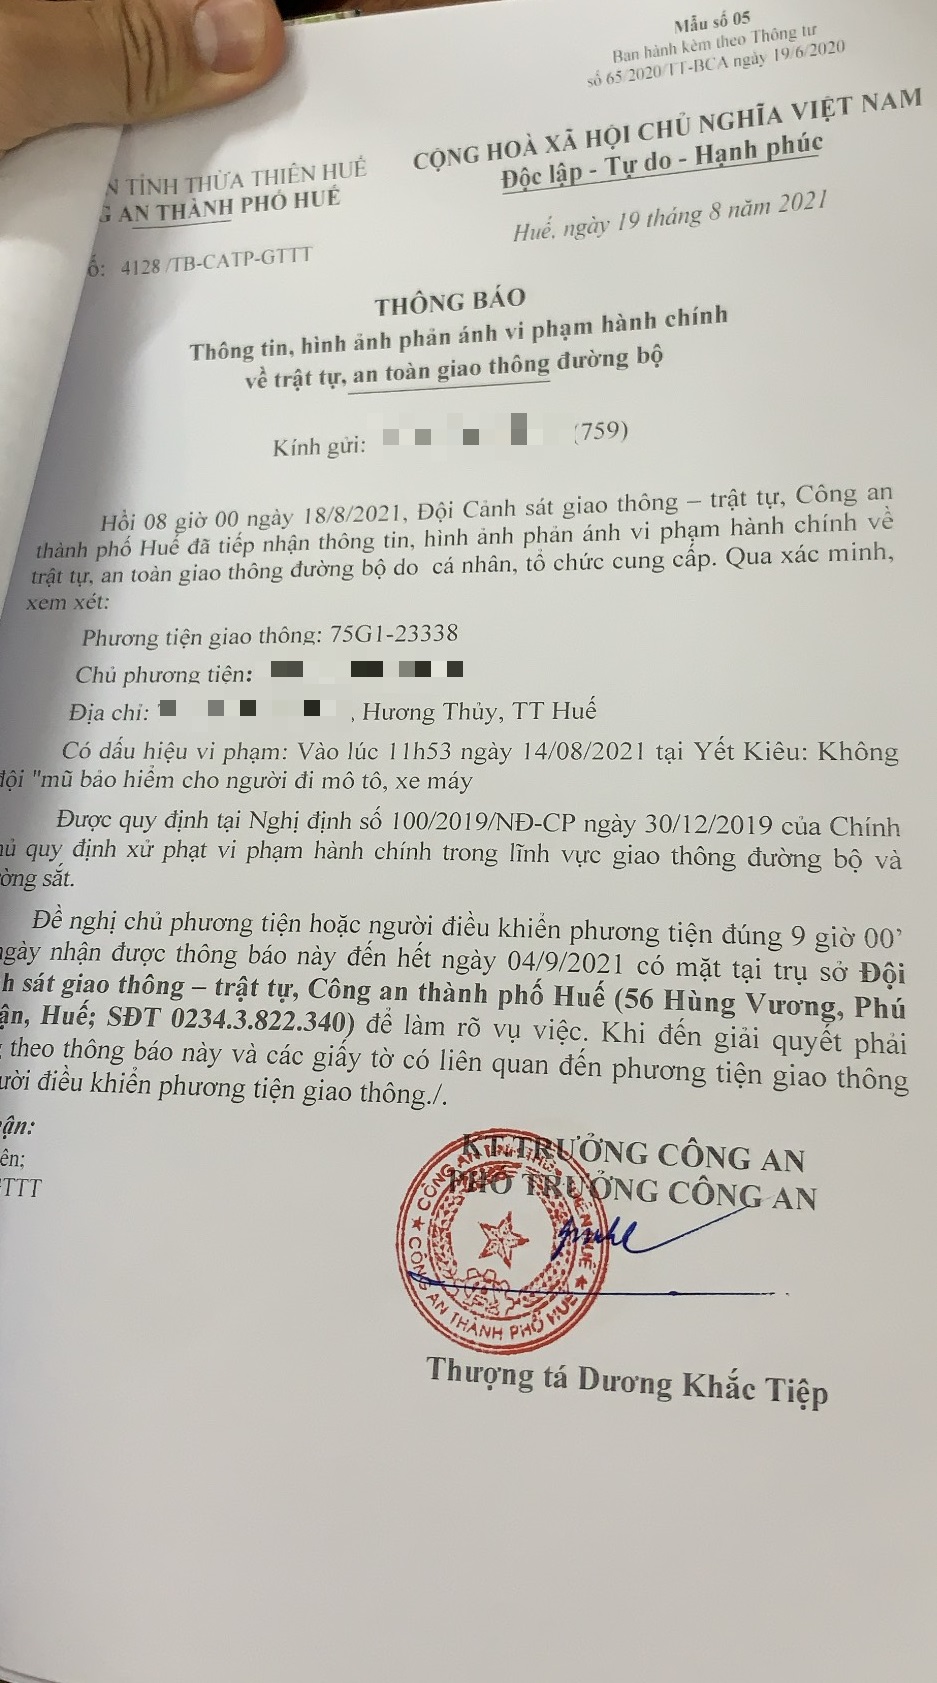 Mẫu số 05
Ban hành kèm theo Thông tư
số 65/2020/TT-BCA ngày 19/6/2020
TỈNH THỪA THIÊN HUẾ
AN THÀNH PHỐ HUẾ
CỘNG HOÀ XÃ HỘI CHỦ NGHĨA VIỆT NAM
Độc lập - Tự do - Hạnh phúc
4128 /TB-CATP-GTTT
Huế, ngày 19 tháng 8 năm 2021
THÔNG BÁO
Thông tin, hình ảnh phản ánh vi phạm hành chính
về trật tự, an toàn giao thông đường bộ
Kính gửi: (759)
Hồi 08 giờ 00 ngày 18/8/2021, Đội Cảnh sát giao thông – trật tự, Công an
thành phố Huế đã tiếp nhận thông tin, hình ảnh phản ánh vi phạm hành chính về
trật tự, an toàn giao thông đường bộ do cá nhân, tổ chức cung cấp. Qua xác minh,
xem xét:
Phương tiện giao thông: 75G1-23338
Chủ phương tiện:
Địa chỉ: , Hương Thủy, TT Huế
Có dấu hiệu vi phạm: Vào lúc 11h53 ngày 14/08/2021 tại Yết Kiêu: Không
đội "mũ bảo hiểm cho người đi mô tô, xe máy
Được quy định tại Nghị định số 100/2019/NĐ-CP ngày 30/12/2019 của Chính
quy định xử phạt vi phạm hành chính trong lĩnh vực giao thông đường bộ và
sắt.
Đề nghị chủ phương tiện hoặc người điều khiển phương tiện đúng 9 giờ 00’
ngày nhận được thông báo này đến hết ngày 04/9/2021 có mặt tại trụ sở Đội
sát giao thông – trật tự, Công an thành phố Huế (56 Hùng Vương, Phú
Huế; SĐT 0234.3.822.340) để làm rõ vụ việc. Khi đến giải quyết phải
theo thông báo này và các giấy tờ có liên quan đến phương tiện giao thông
điều khiển phương tiện giao thông./.
KT.TRƯỞNG CÔNG AN
PHÓ TRƯỞNG CÔNG AN
CÔNG AN TỈNH THỪA THIÊN HUẾ
CÔNG AN THÀNH PHỐ HUẾ
Thượng tá Dương Khắc Tiệp